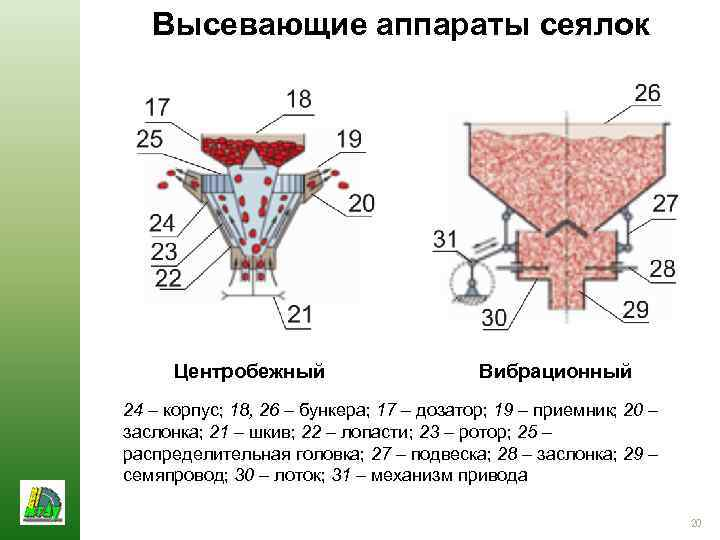 Высевающие аппараты сеялок
17
18
25
19
20
24
23
22
21
26
27
31
28
29
30
Центробежный
Вибрационный
24 – корпус; 18, 26 – бункера; 17 – дозатор; 19 – приемник; 20 –
заслонка; 21 – шкив; 22 – лопасти; 23 – ротор; 25 –
распределительная головка; 27 – подвеска; 28 – заслонка; 29 –
семяпровод; 30 – лоток; 31 – механизм привода
20